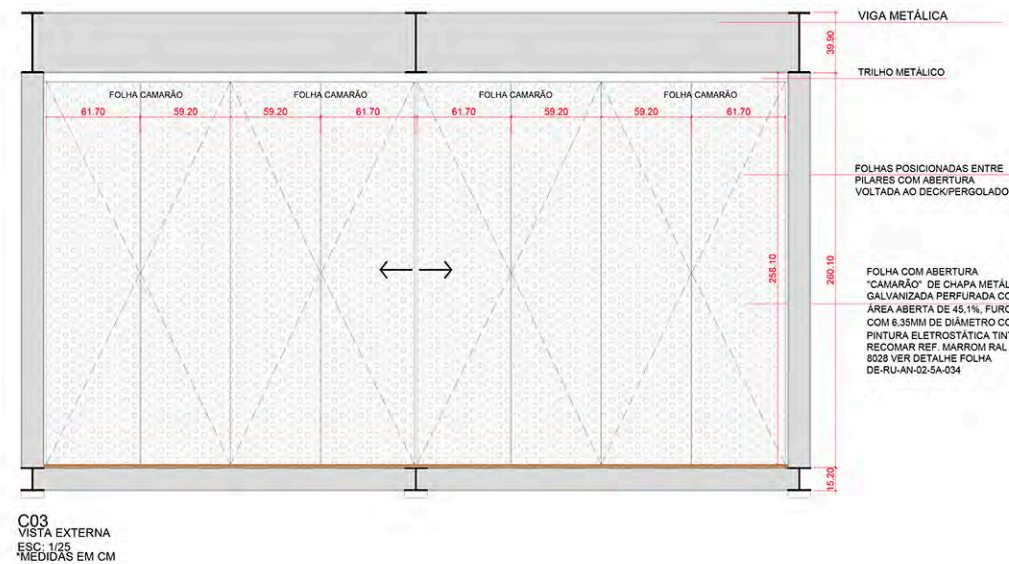 VIGA METÁLICA
39.90
TRILHO METÁLICO
FOLHA CAMARÃO FOLHA CAMARÃO FOLHA CAMARÃO FOLHA CAMARÃO
61.70 59.20 59.20 61.70 61.70 59.20 59.20 61.70
FOLHAS POSICIONADAS ENTRE
PILARES COM ABERTURA
VOLTADA AO DECK/PERGOLADO
258.10
260.10
FOLHA COM ABERTURA
"CAMARÃO" DE CHAPA METÁL
GALVANIZADA PERFURADA CO
ÁREA ABERTA DE 45,1%, FURO
COM 6,35MM DE DIÂMETRO CO
PINTURA ELETROSTÁTICA TINT
RECOMAR REF. MARROM RAL
8028 VER DETALHE FOLHA
DE-RU-AN-02-5A-034
15.20
C03
VISTA EXTERNA
ESC: 1/25
*MEDIDAS EM CM